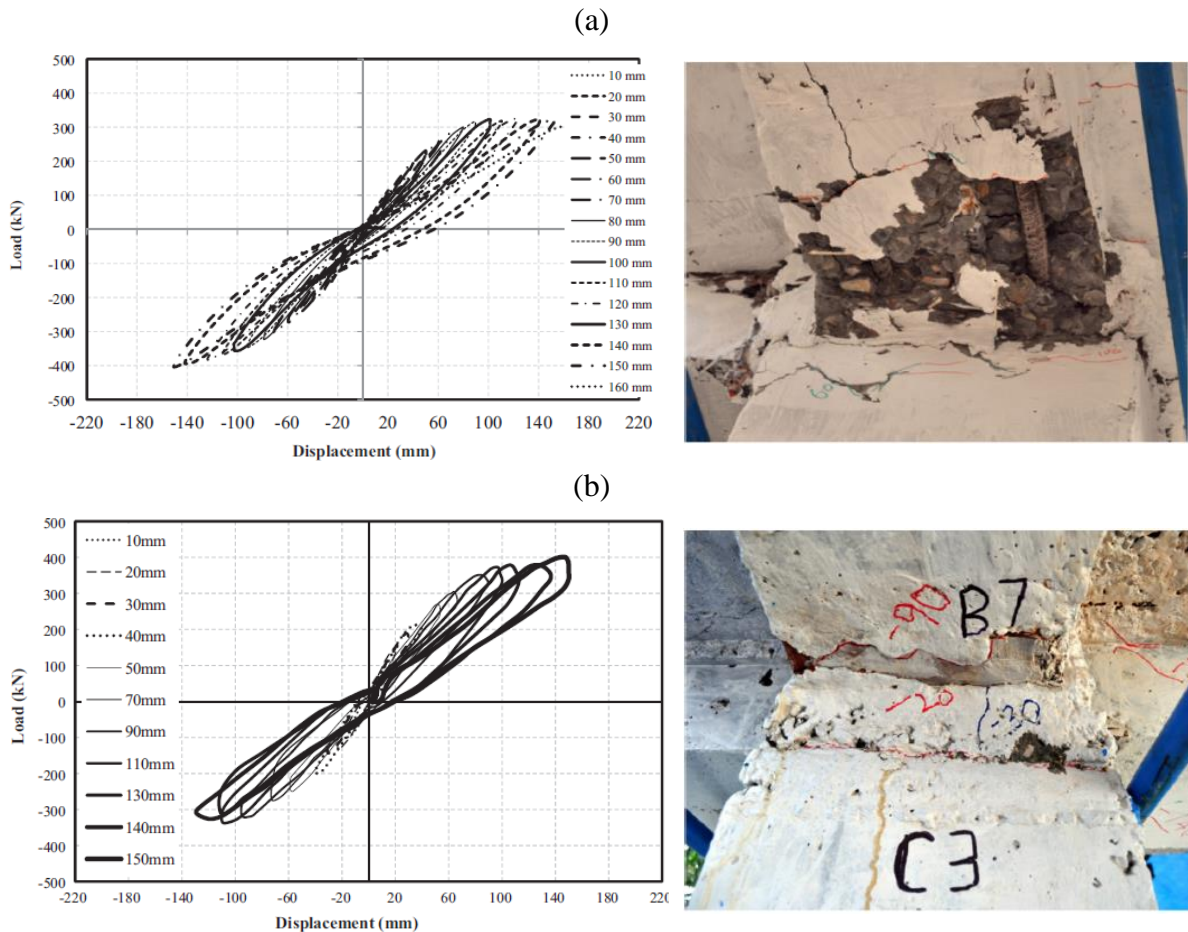 (a)
500
400
300
200
100
0
-100
-200
-300
-400
-500
Load (kN)
-220 -180 -140 -100 -60 -20 20 60 100 140 180 220
Displacement (mm)
10 mm
20 mm
30 mm
40 mm
50 mm
60 mm
70 mm
80 mm
90 mm
100 mm
110 mm
120 mm
130 mm
140 mm
150 mm
160 mm
(b)
500
400
300
200
100
0
-100
-200
-300
-400
-500
Load (kN)
-220 -180 -140 -100 -60 -20 20 60 100 140 180 220
Displacement (mm)
10mm
20mm
30mm
40mm
50mm
70mm
90mm
110mm
130mm
140mm
150mm
-90
B7
-20
-30
C3